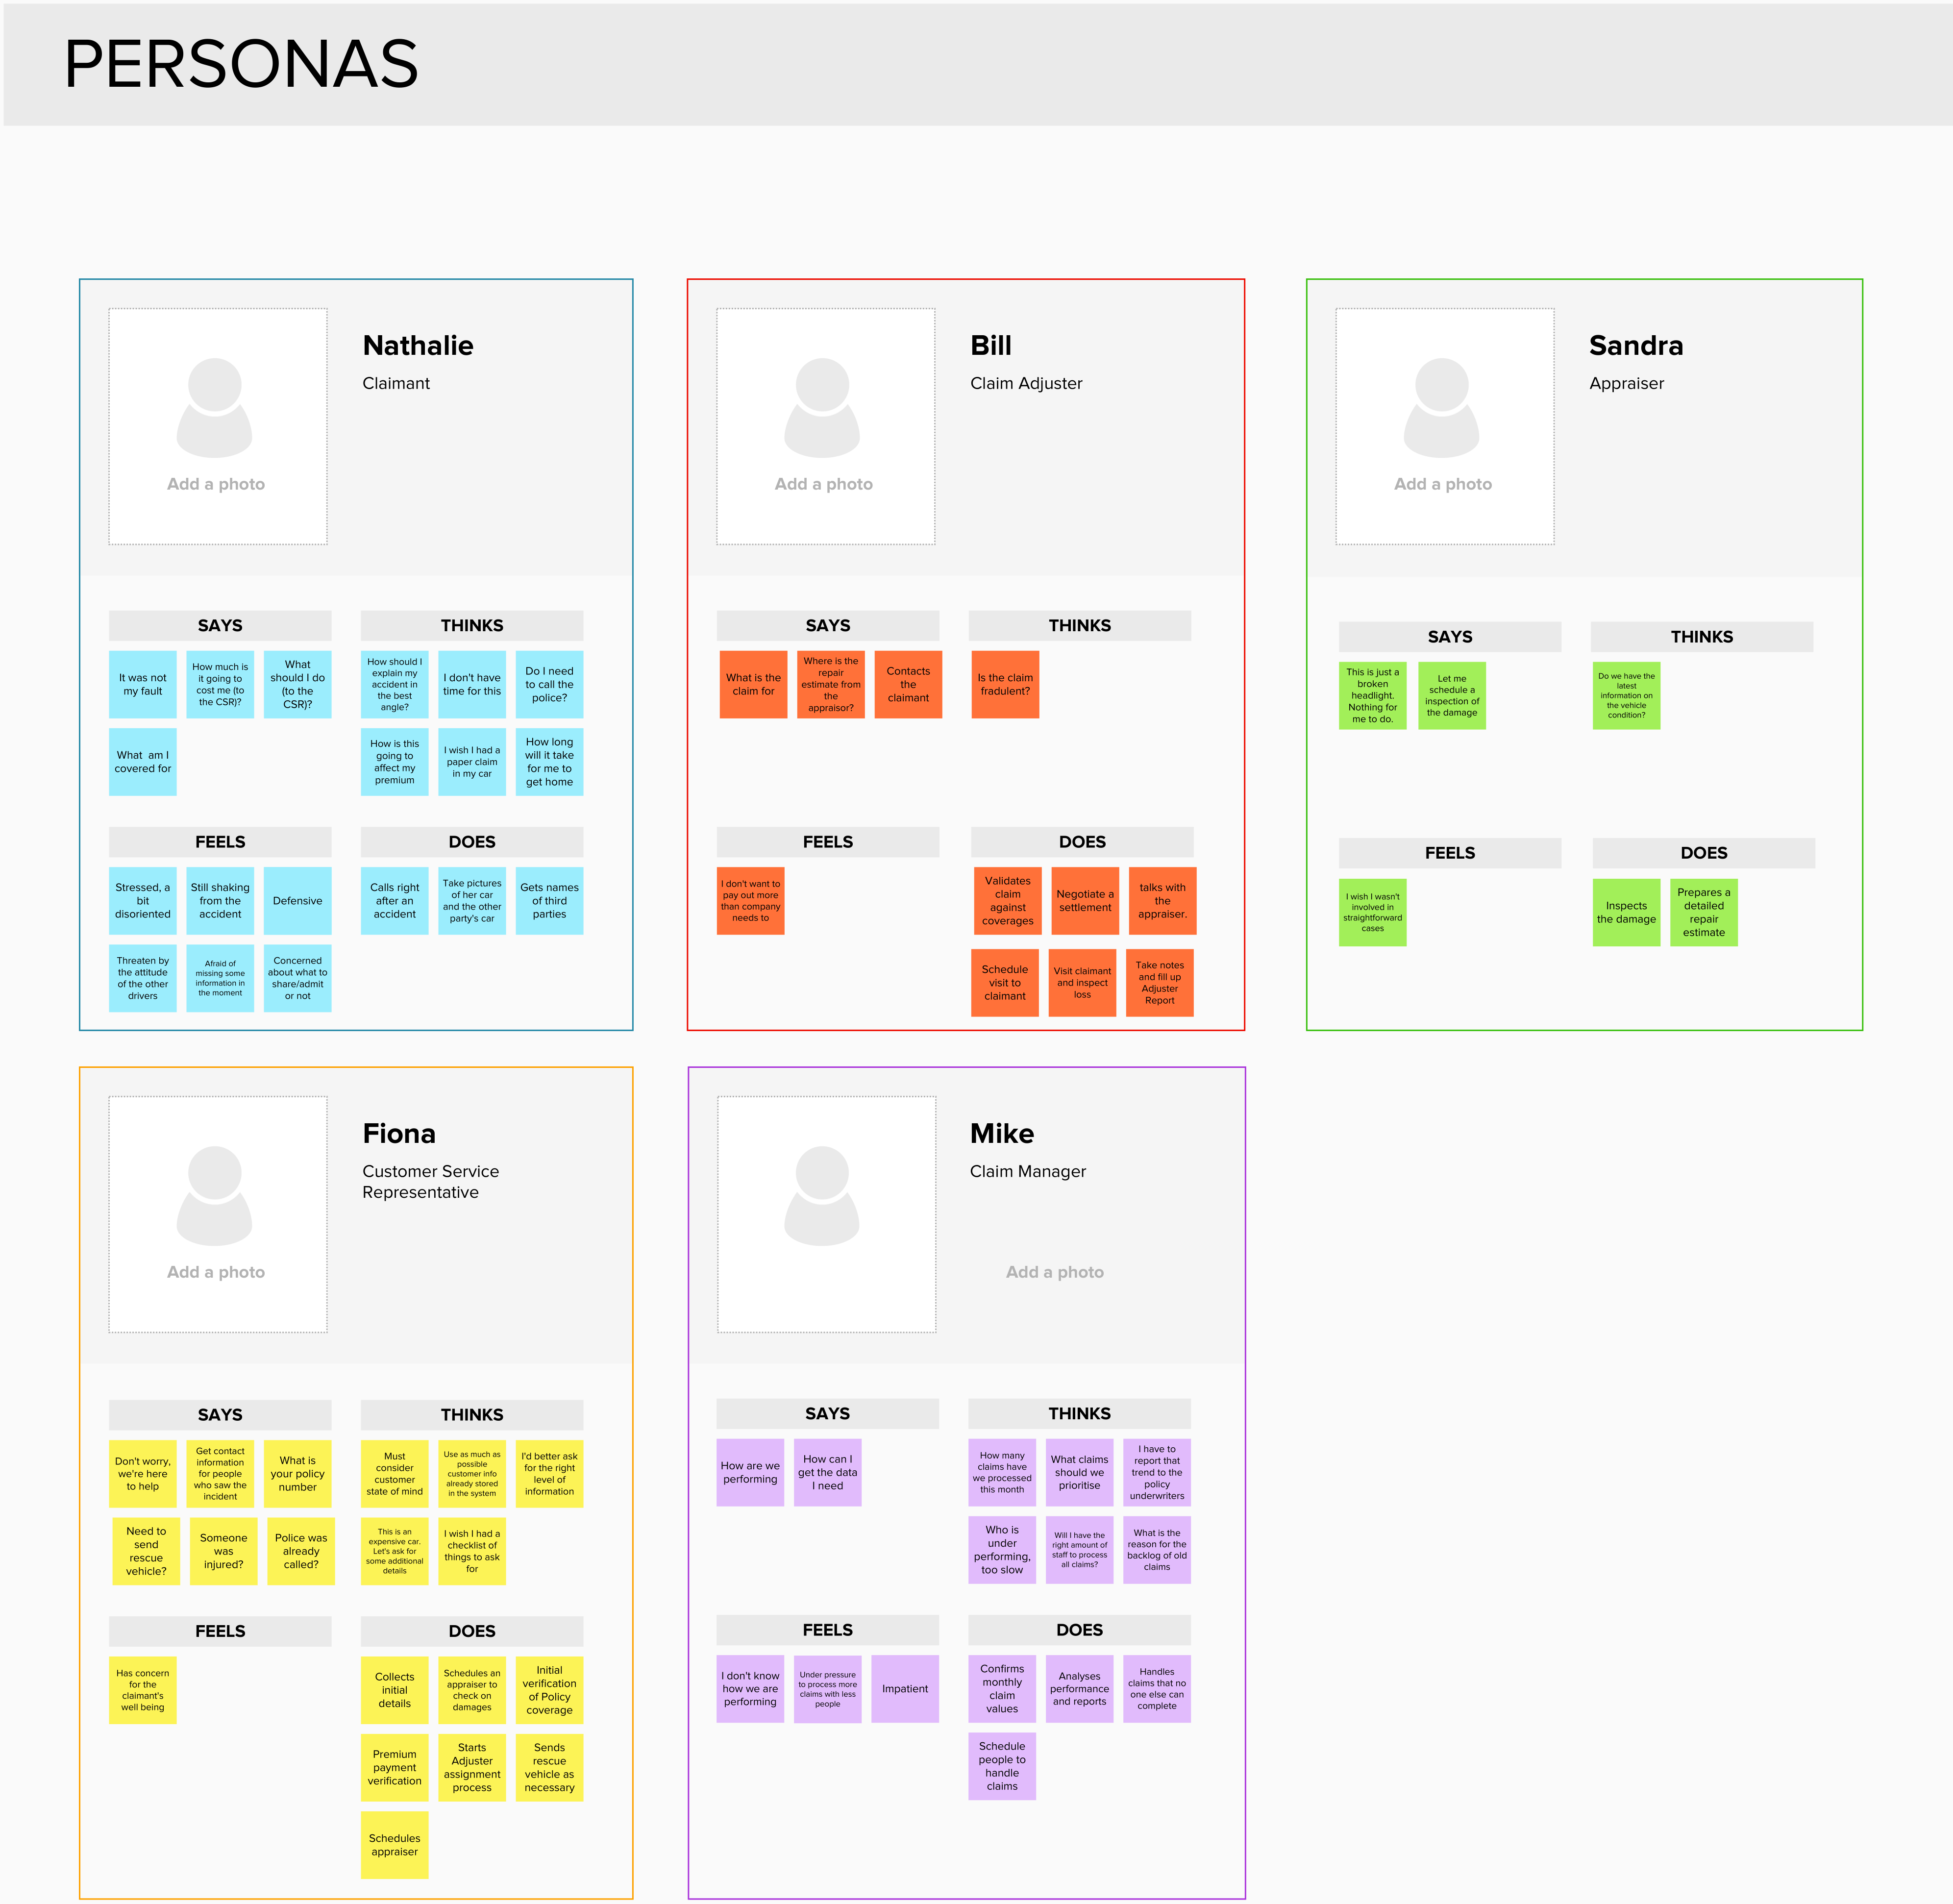 PERSONAS
Nathalie
Claimant
Add a photo
SAYS
It was not
my fault
How much is
it going to
cost me (to
the CSR)?
What
should I do
(to the
CSR)?
What am I
covered for
THINKS
How should I
explain my
accident in
the best
angle?
I don't have
time for this
Do I need
to call the
police?
How is this
going to
affect my
premium
I wish I had a
paper claim
in my car
How long
will it take
for me to
get home
FEELS
Stressed, a
bit
disoriented
Still shaking
from the
accident
Defensive
Threaten by
the attitude
of the other
drivers
Afraid of
missing some
information in
the moment
Concerned
about what to
share/admit
or not
DOES
Calls right
after an
accident
Take pictures
of her car
and the other
party's car
Gets names
of third
parties
Bill
Claim Adjuster
Add a photo
SAYS
What is the
claim for
Where is the
repair
estimate from
the
appraisor?
Contacts
the
claimant
THINKS
Is the claim
fradulent?
FEELS
I don't want to
pay out more
than company
needs to
DOES
Validates
claim
against
coverages
Negotiate a
settlement
talks with
the
appraiser.
Schedule
visit to
claimant
Visit claimant
and inspect
loss
Take notes
and fill up
Adjuster
Report
Sandra
Appraiser
Add a photo
SAYS
This is just a
broken
headlight.
Nothing for
me to do.
Let me
schedule a
inspection of
the damage
THINKS
Do we have the
latest
information on
the vehicle
condition?
FEELS
I wish I wasn't
involved in
straightforward
cases
DOES
Inspects
the damage
Prepares a
detailed
repair
estimate
Fiona
Customer Service
Representative
Add a photo
SAYS
Don't worry,
we're here
to help
Get contact
information
for people
who saw the
incident
What is
your policy
number
Need to
send
rescue
vehicle?
Someone
was
injured?
Police was
already
called?
THINKS
Must
consider
customer
state of mind
Use as much as
possible
customer info
already stored
in the system
I'd better ask
for the right
level of
information
This is an
expensive car.
Let's ask for
some additional
details
I wish I had a
checklist of
things to ask
for
FEELS
Has concern
for the
claimant's
well being
DOES
Collects
initial
details
Schedules an
appraiser to
check on
damages
Initial
verification
of Policy
coverage
Premium
payment
verification
Starts
Adjuster
assignment
process
Sends
rescue
vehicle as
necessary
Schedules
appraiser
Mike
Claim Manager
Add a photo
SAYS
How are we
performing
How can I
get the data
I need
THINKS
How many
claims have
we processed
this month
What claims
should we
prioritise
I have to
report that
trend to the
policy
underwriters
Who is
under
performing,
too slow
Will I have the
right amount of
staff to process
all claims?
What is the
reason for the
backlog of old
claims
FEELS
I don't know
how we are
performing
Under pressure
to process more
claims with less
people
Impatient
DOES
Confirms
monthly
claim
values
Analyses
performance
and reports
Handles
claims that no
one else can
complete
Schedule
people to
handle
claims